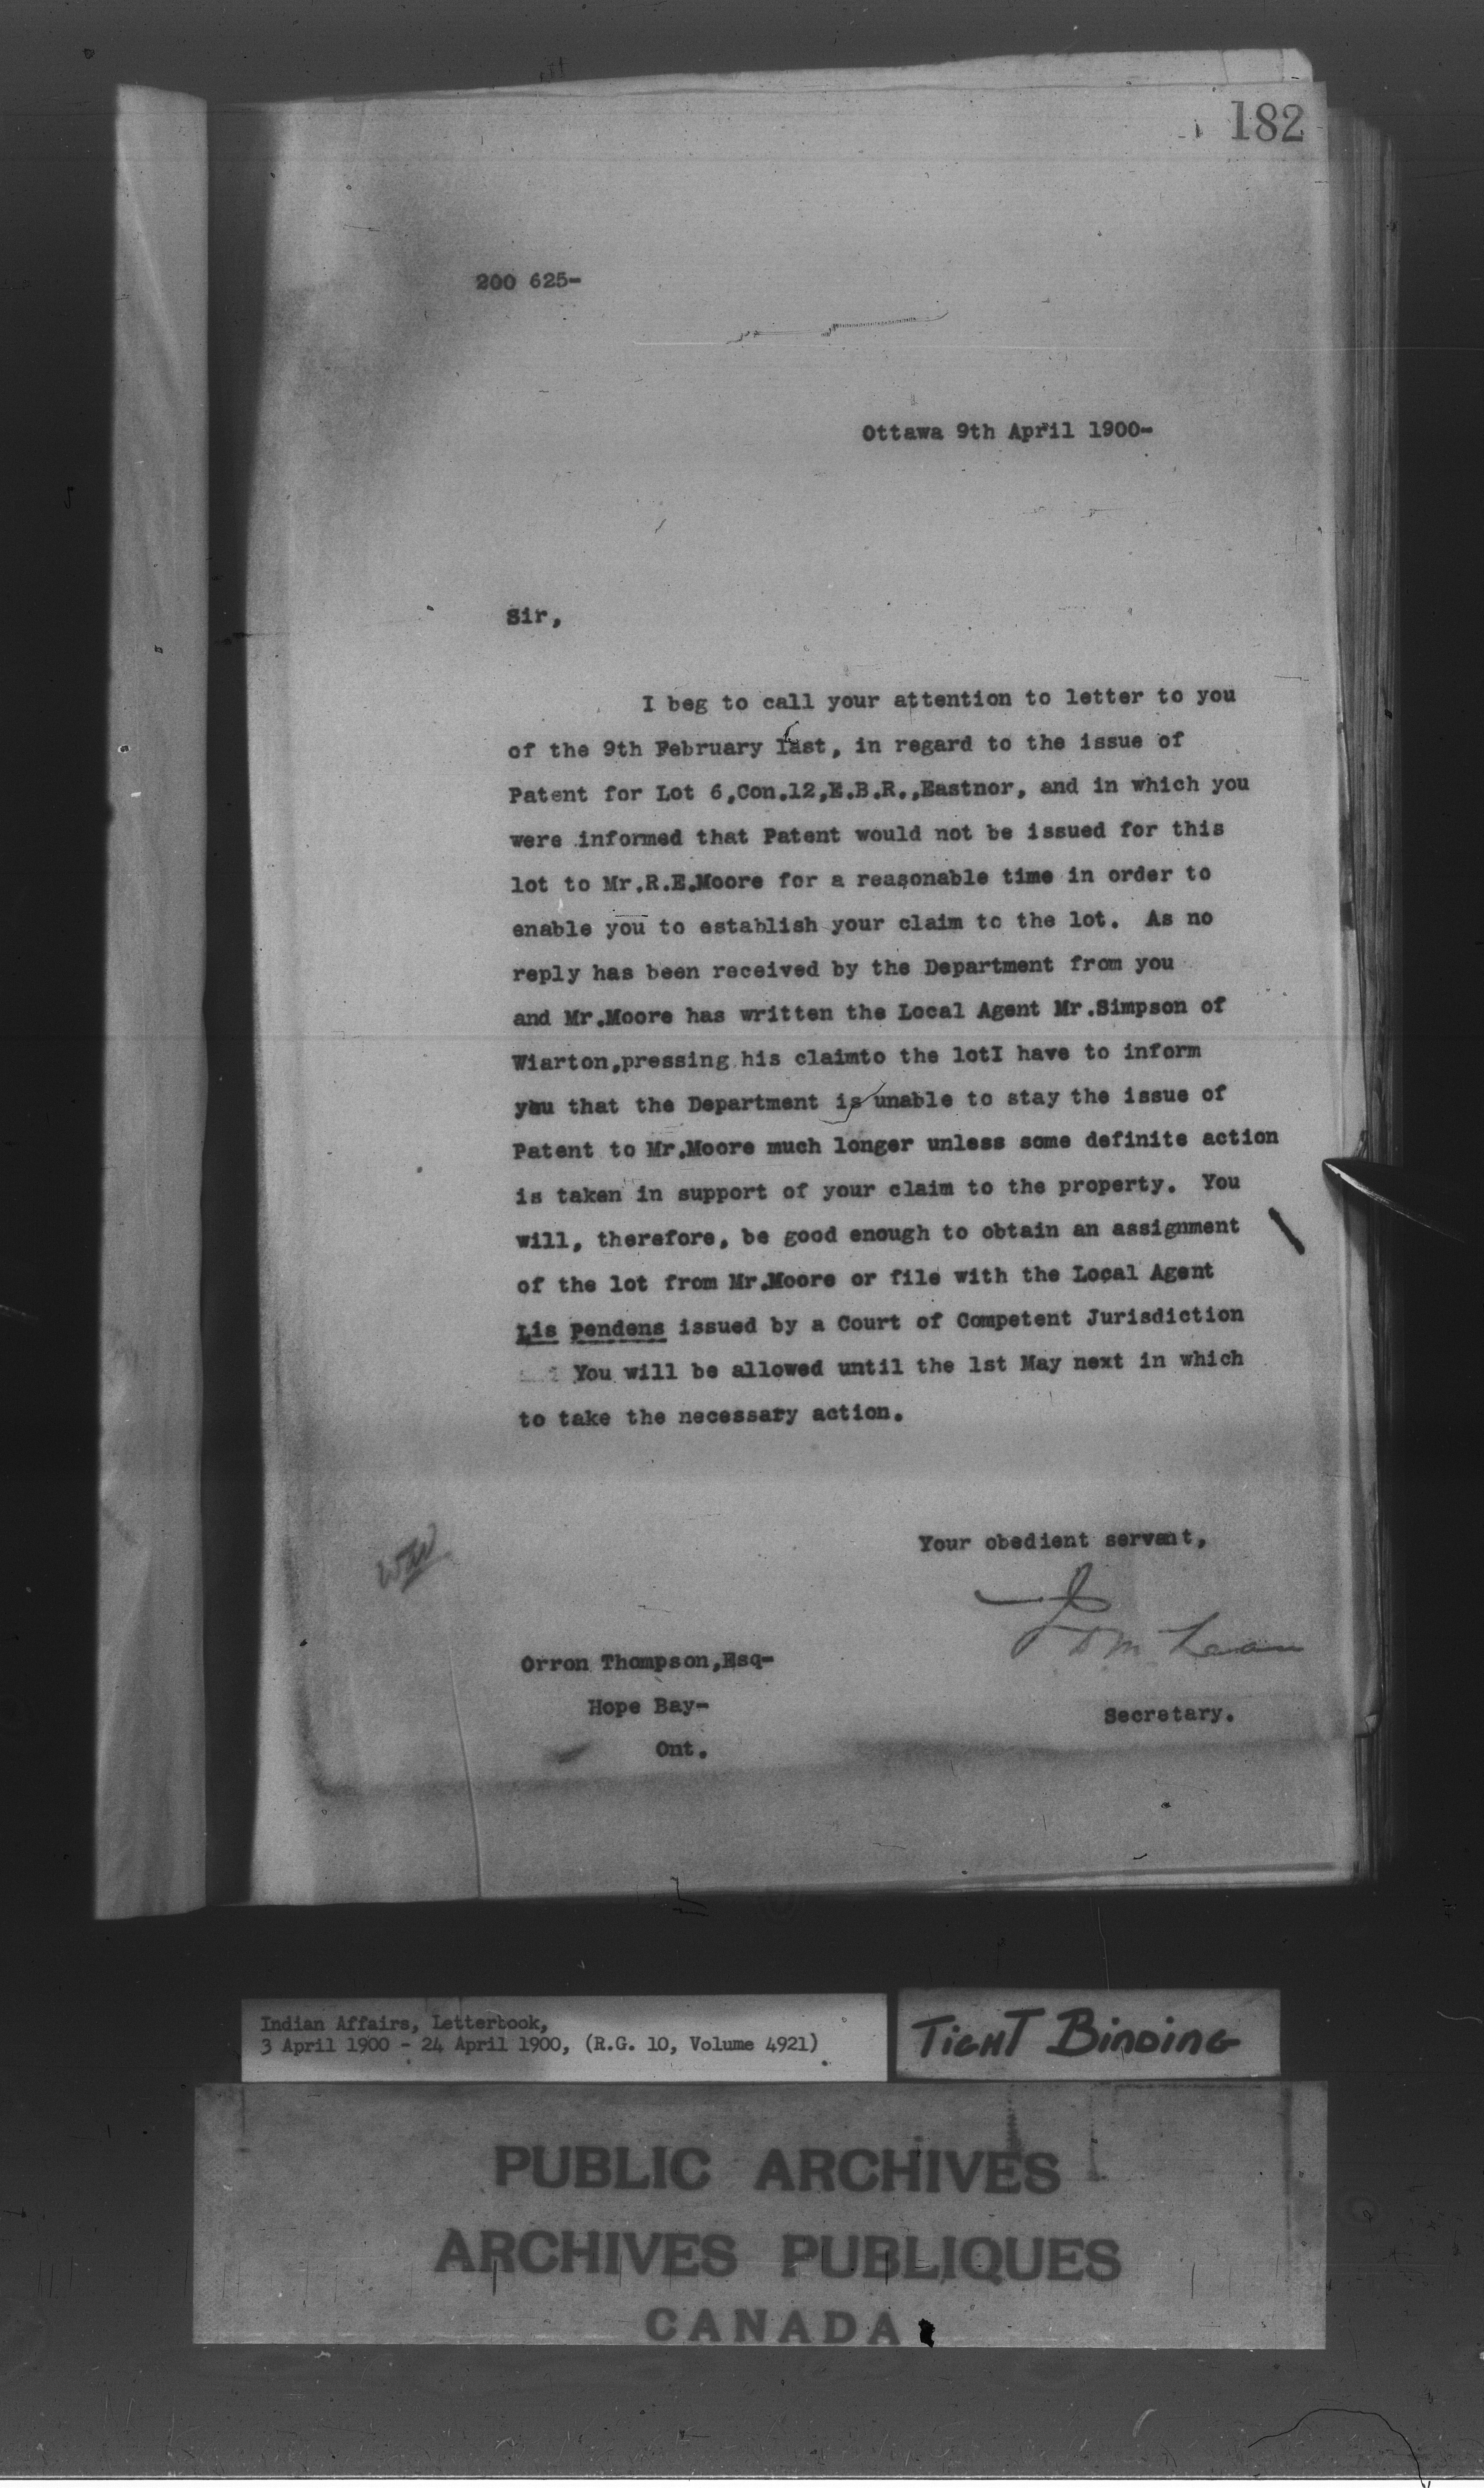 182
200 625-
Ottawa 9th April 1900-
Sir,
I beg to call your attention to letter to you
of the 9th February last, in regard to the issue of
Patent for Lot 6,Con.12,E.B.R.,Eastnor, and in which you
were informed that Patent would not be issued for this
lot to Mr.R.E.Moore for a reasonable time in order to
enable you to establish your claim to the lot. As no
reply has been received by the Department from you
and Mr.Moore has written the Local Agent Mr.Simpson of
Wiarton,pressing his claimto the lotI have to inform
you that the Department is unable to stay the issue of
Patent to Mr.Moore much longer unless some definite action
is taken in support of your claim to the property. You
will, therefore, be good enough to obtain an assignment
of the lot from Mr.Moore or file with the Local Agent
Lis Pendens issued by a Court of Competent Jurisdiction
You will be allowed until the 1st May next in which
to take the necessary action.
Your obedient servant,
Orron Thompson,Esq-
Hope Bay-
Secretary.
Ont.
Indian Affairs, Letterbook,
3 April 1900 - 24 April 1900, (R.G. 10, Volume 4921)
TIGHT BINDING
PUBLIC ARCHIVES
ARCHIVES PUBLIQUES
CANADA